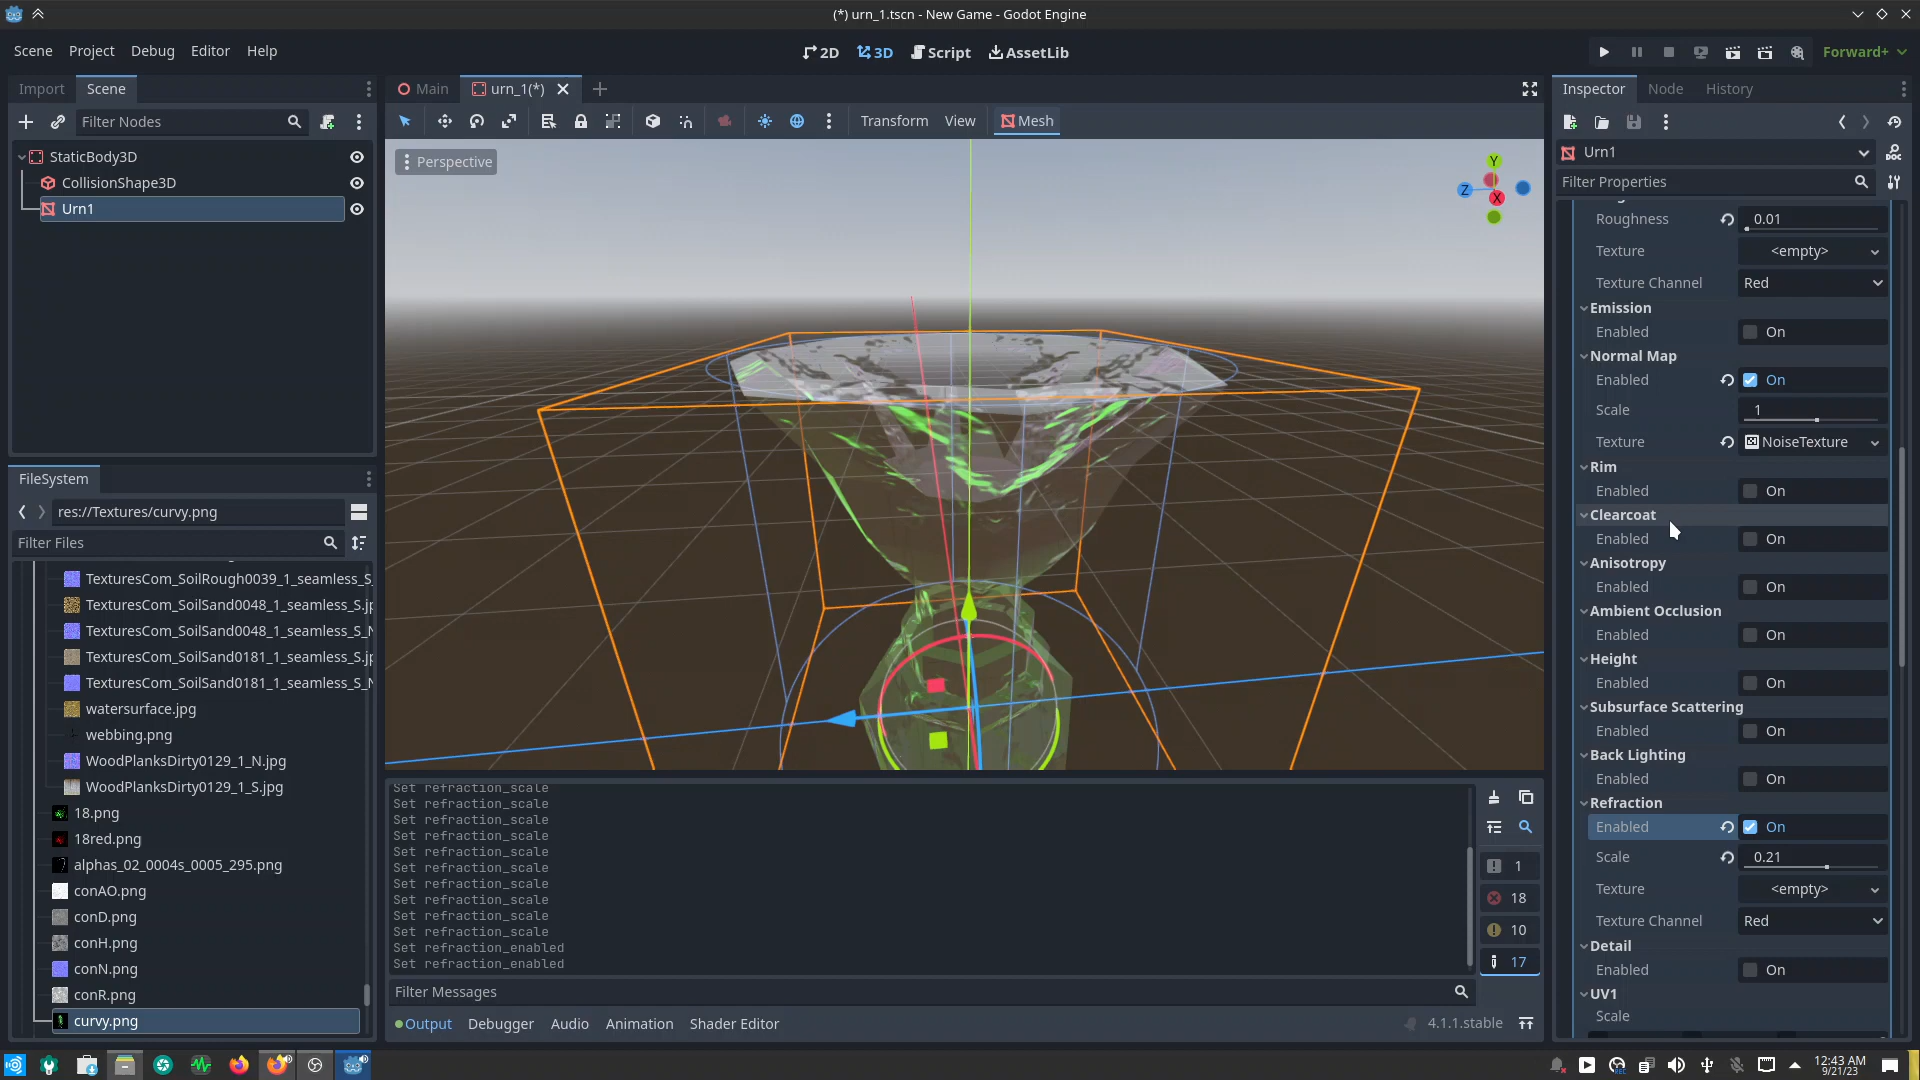 (*) urn_1.tscn - New Game - Godot Engine
Scene Project Debug Editor Help
2D 3D Script AssetLib
Forward+
Import Scene
Filter Nodes
StaticBody3D
CollisionShape3D
Urn1
FileSystem
res://Textures/curvy.png
Filter Files
TexturesCom_SoilRough0039_1_seamless_S_
TexturesCom_SoilSand0048_1_seamless_S.jp
TexturesCom_SoilSand0048_1_seamless_S_N
TexturesCom_SoilSand0181_1_seamless_S.jp
TexturesCom_SoilSand0181_1_seamless_S_N
watersurface.jpg
webbing.png
WoodPlanksDirty0129_1_N.jpg
WoodPlanksDirty0129_1_S.jpg
18.png
18red.png
alphas_02_0004s_0005_295.png
conAO.png
conD.png
conH.png
conN.png
conR.png
curvy.png
Main urn_1(*)
Transform View Mesh
Perspective
Y
Z
X
Set refraction_scale
Set refraction_scale
Set refraction_scale
Set refraction_scale
Set refraction_scale
Set refraction_scale
Set refraction_scale
Set refraction_scale
Set refraction_scale
Set refraction_scale
Set refraction_enabled
Set refraction_enabled
1
18
10
17
Filter Messages
Output Debugger Audio Animation Shader Editor
4.1.1.stable
Inspector Node History
Urn1
Filter Properties
Roughness 0.01
Texture <empty>
Texture Channel Red
Emission
Enabled On
Normal Map
Enabled On
Scale 1
Texture NoiseTexture
Rim
Enabled On
Clearcoat
Enabled On
Anisotropy
Enabled On
Ambient Occlusion
Enabled On
Height
Enabled On
Subsurface Scattering
Enabled On
Back Lighting
Enabled On
Refraction
Enabled On
Scale 0.21
Texture <empty>
Texture Channel Red
Detail
Enabled On
UV1
Scale
12:43 AM
9/21/23